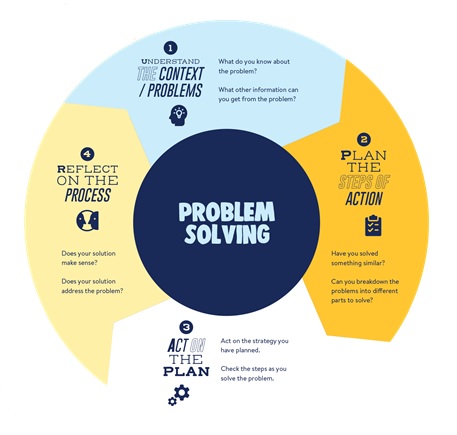 1
UNDERSTAND
THE CONTEXT
/ PROBLEMS
What do you know about
the problem?
What other information can
you get from the problem?
2
PLAN
THE
STEPS OF
ACTION
Have you solved
something similar?
Can you breakdown the
problems into different
parts to solve?
3
ACT ON
THE
PLAN
Act on the strategy you
have planned.
Check the steps as you
solve the problem.
4
REFLECT
ON THE
PROCESS
Does your solution
make sense?
Does your solution
address the problem?
PROBLEM
SOLVING